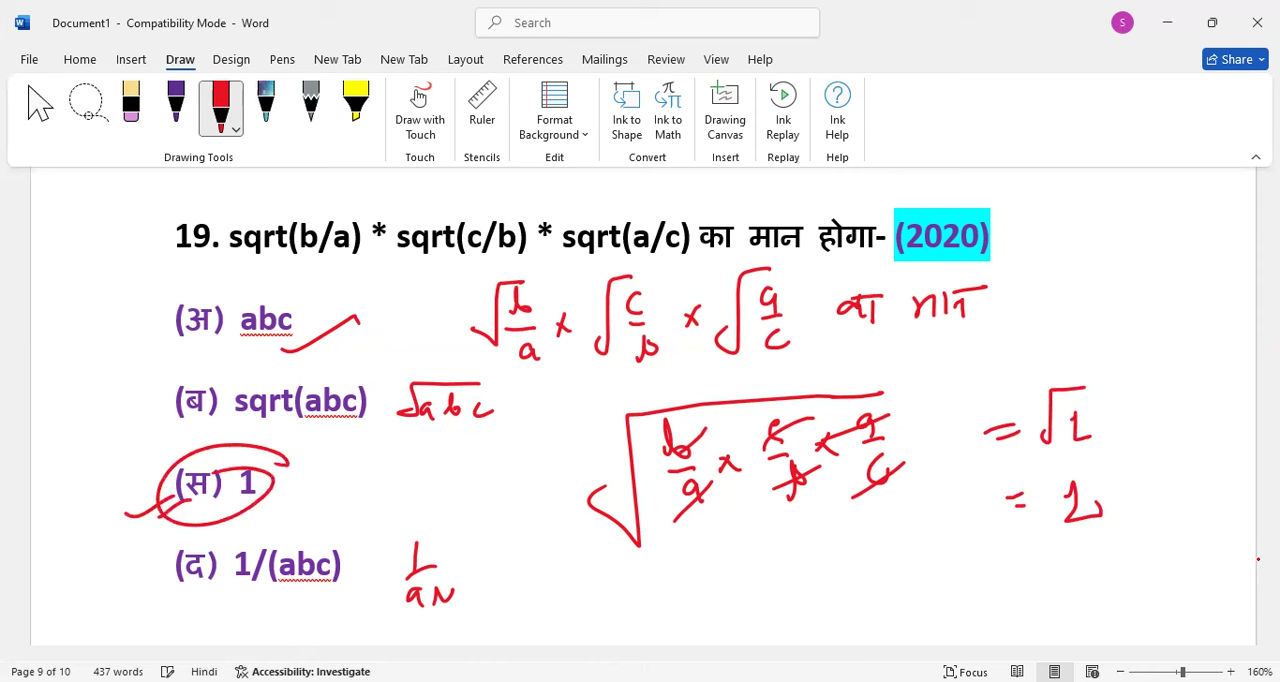 Document1 - Compatibility Mode - Word
Search
S
File Home Insert Draw Design Pens New Tab New Tab Layout References Mailings Review View Help
Share
Draw with Touch
Ruler
Format Background
Ink to Shape
Ink to Math
Drawing Canvas
Ink Replay
Ink Help
Drawing Tools Touch Stencils Edit Convert Insert Replay Help
19. sqrt(b/a) * sqrt(c/b) * sqrt(a/c) का मान होगा- (2020)
(अ) abc
√b/a × √c/b × √a/c का मान
(ब) sqrt(abc) √abc
√b/a × c/b × a/c = √1
(स) 1
= 1
(द) 1/(abc)
Page 9 of 10 437 words Hindi Accessibility: Investigate Focus 160%